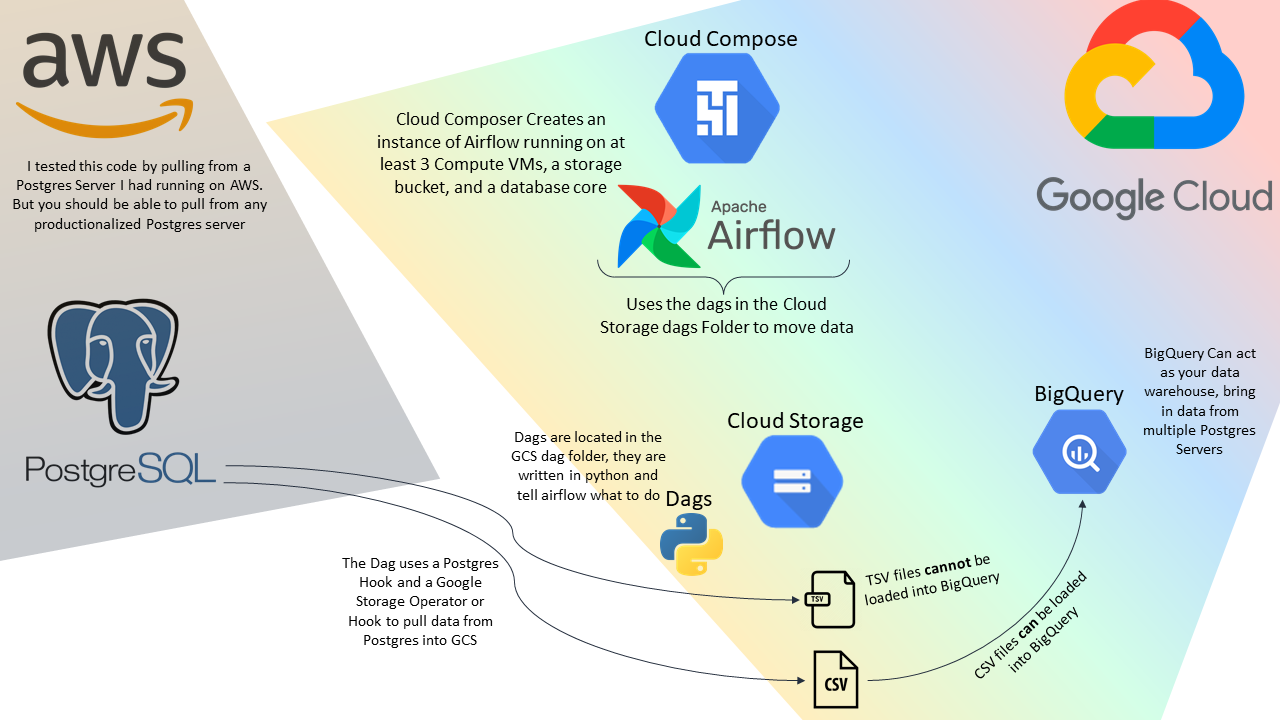 aws
I tested this code by pulling from a
Postgres Server I had running on AWS.
But you should be able to pull from any
productionalized Postgres server
PostgreSQL
Cloud Compose
Cloud Composer Creates an
instance of Airflow running on at
least 3 Compute VMs, a storage
bucket, and a database core
Apache
Airflow
Uses the dags in the Cloud
Storage dags Folder to move data
Google Cloud
BigQuery Can act
as your data
warehouse, bring
in data from
multiple Postgres
Servers
BigQuery
Cloud Storage
Dags are located in the
GCS dag folder, they are
written in python and
tell airflow what to do
Dags
The Dag uses a Postgres
Hook and a Google
Storage Operator or
Hook to pull data from
Postgres into GCS
TSV
TSV files cannot be
loaded into BigQuery
CSV
CSV files can be loaded
into BigQuery